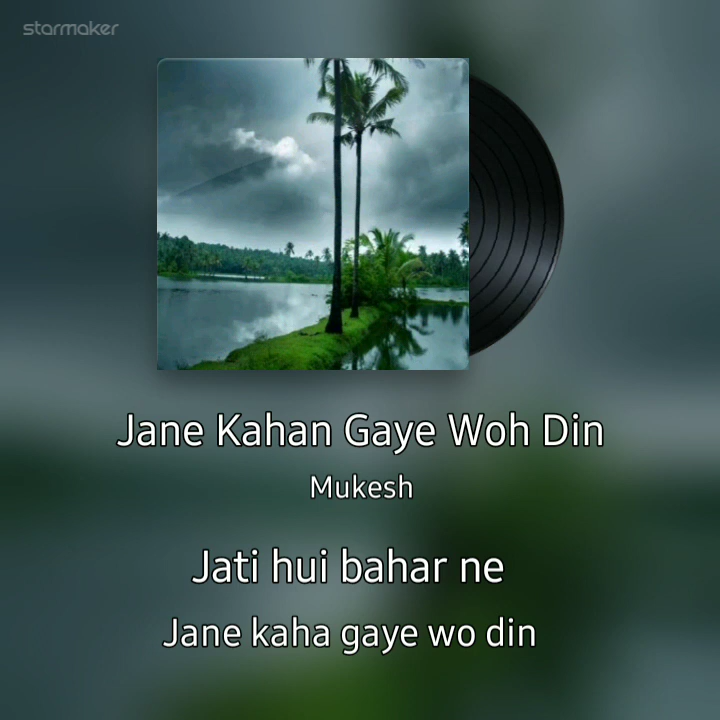 starmaker
Jane Kahan Gaye Woh Din
Mukesh
Jati hui bahar ne
Jane kaha gaye wo din